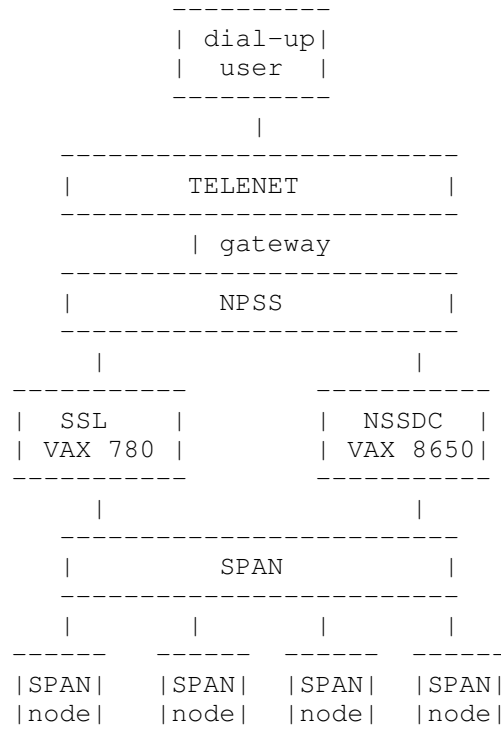 dial-up
user
TELENET
gateway
NPSS
SSL NSSDC
VAX 780 VAX 8650
SPAN
SPAN SPAN SPAN SPAN
node node node node